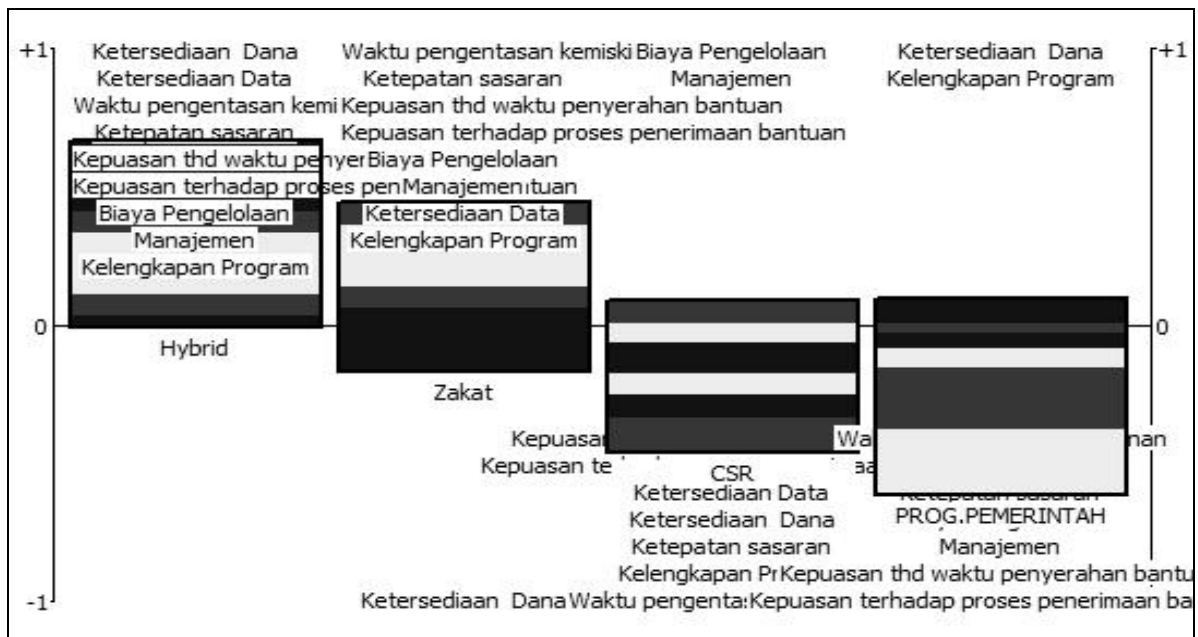 +1
Ketersediaan Dana
Ketersediaan Data
Waktu pengentasan kemi
Ketepatan sasaran
Kepuasan thd waktu penyer
Kepuasan terhadap proses pen
Biaya Pengelolaan
Manajemen
Kelengkapan Program
0
Hybrid
Waktu pengentasan kemiski
Ketepatan sasaran
Kepuasan thd waktu penyerahan bantuan
Kepuasan terhadap proses penerimaan bantuan
Biaya Pengelolaan
Manajemen
Ketersediaan Data
Kelengkapan Program
Zakat
Ketersediaan Dana
Biaya Pengelolaan
Manajemen
Kepuasan
Kepuasan
CSR
Ketersediaan Data
Ketersediaan Dana
Ketepatan sasaran
Kelengkapan
Waktu
Ketersediaan Dana
Kelengkapan Program
+1
0
Ketepatan sasaran
PROG.PEMERINTAH
Manajemen
Kepuasan thd waktu penyerahan bantu
Kepuasan terhadap proses penerimaan ba
-1